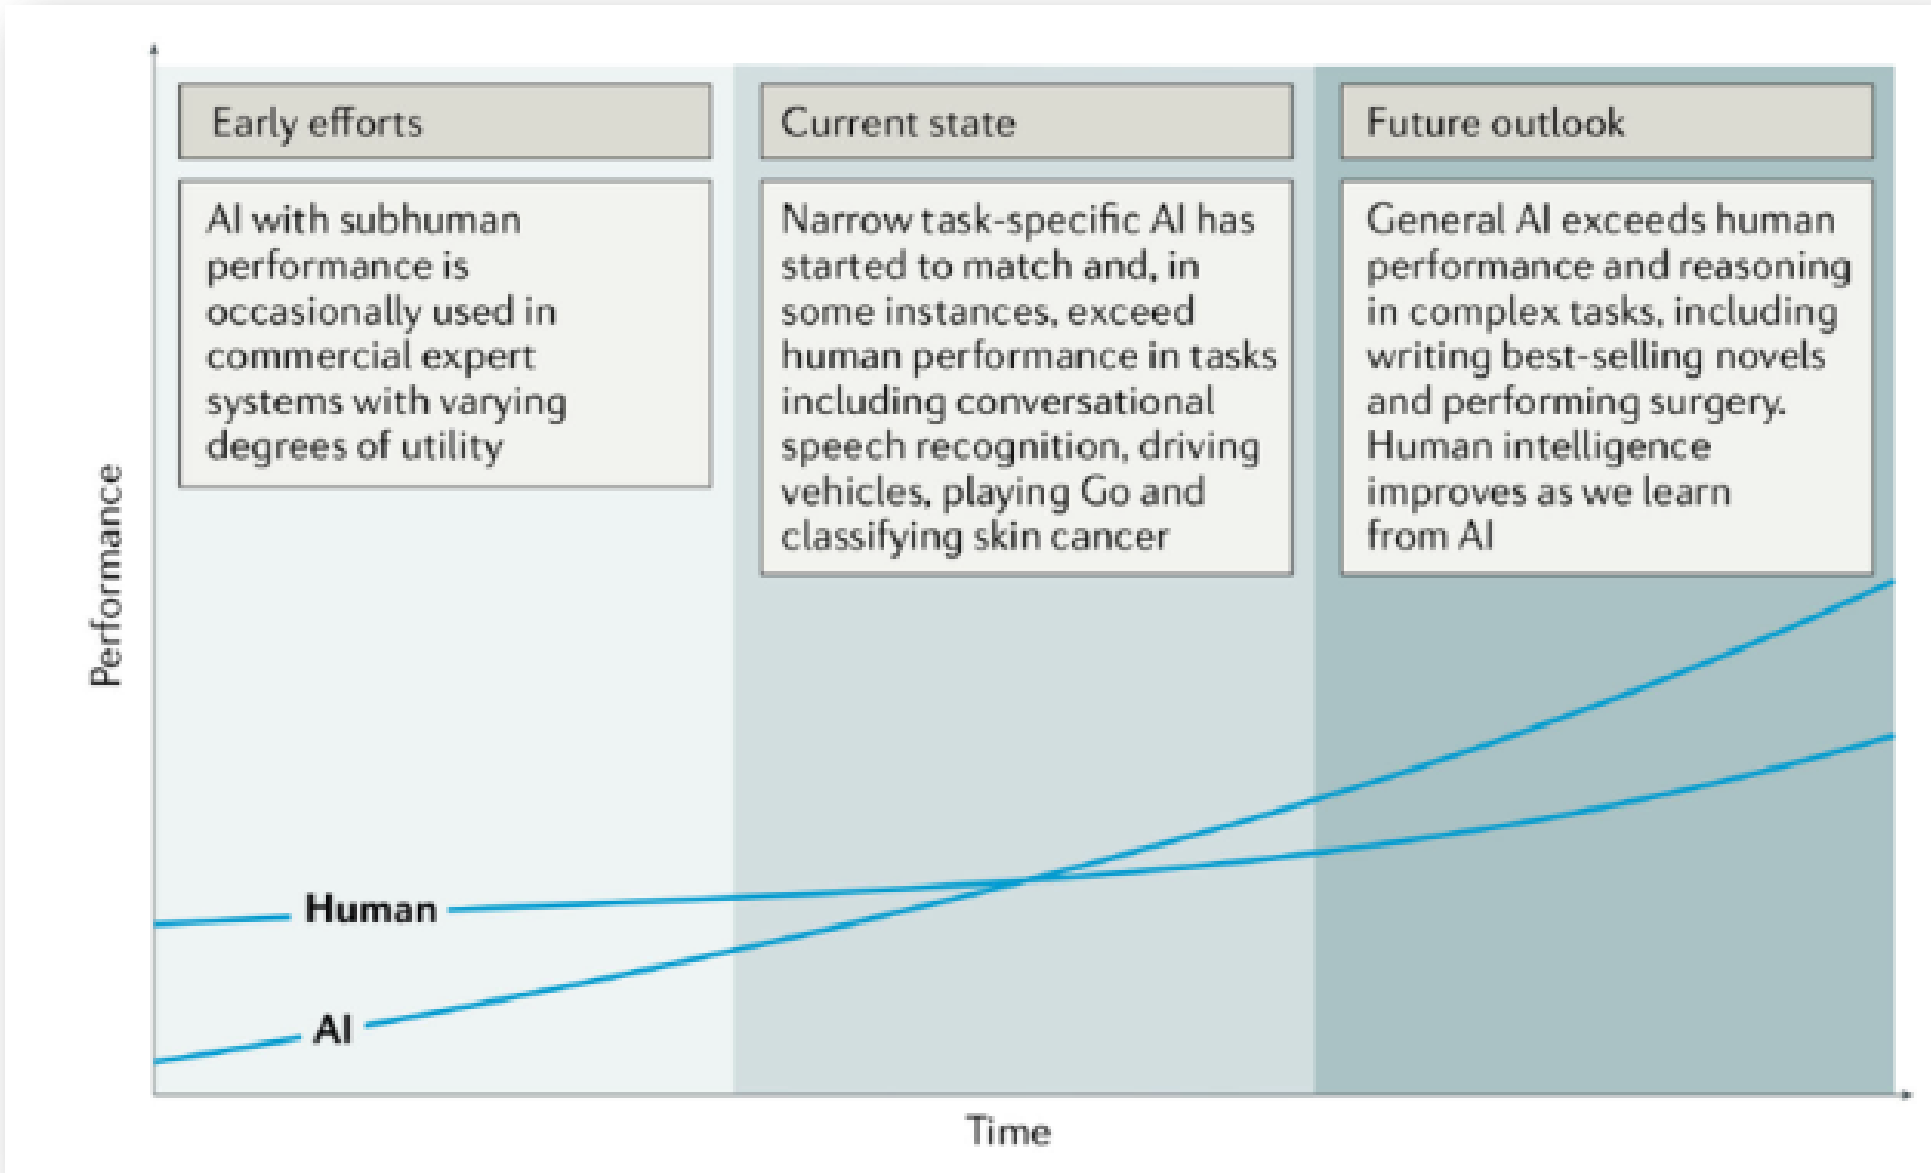 Early efforts
AI with subhuman
performance is
occasionally used in
commercial expert
systems with varying
degrees of utility
Current state
Narrow task-specific AI has
started to match and, in
some instances, exceed
human performance in tasks
including conversational
speech recognition, driving
vehicles, playing Go and
classifying skin cancer
Future outlook
General AI exceeds human
performance and reasoning
in complex tasks, including
writing best-selling novels
and performing surgery.
Human intelligence
improves as we learn
from AI
Performance
Human
AI
Time